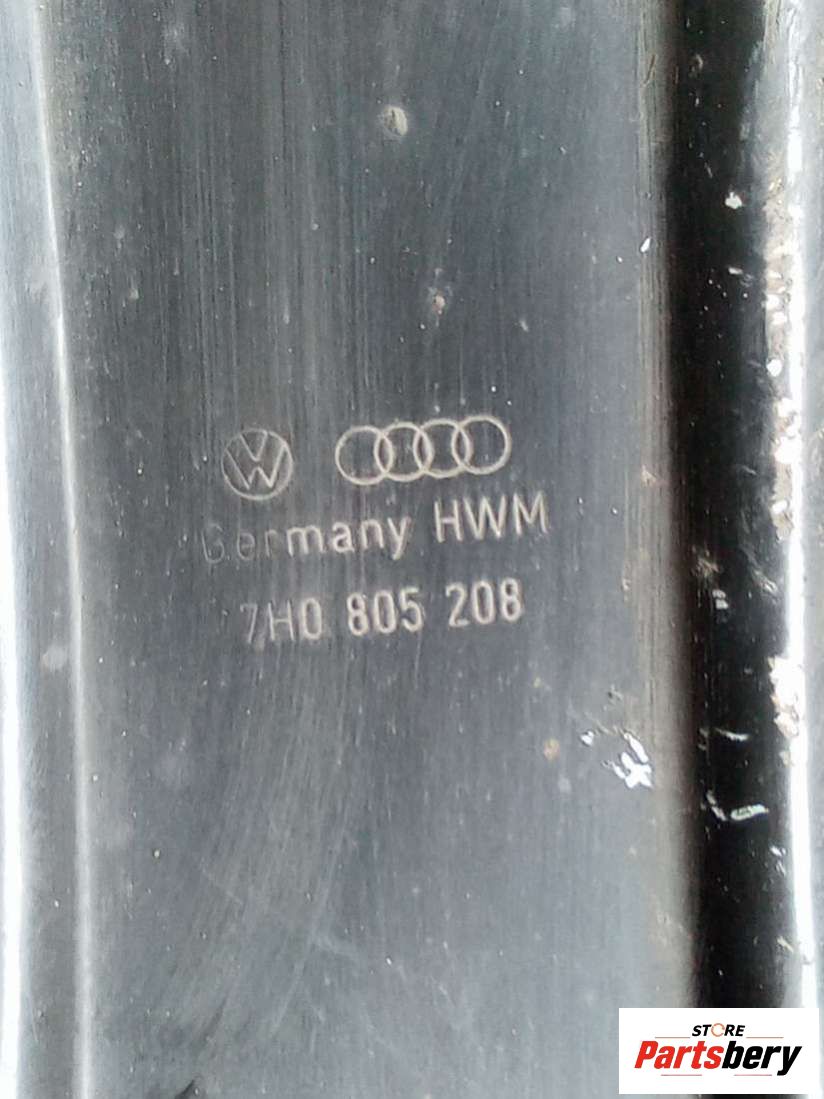 Germany HWM
7H0 805 208
STORE
Partsbery